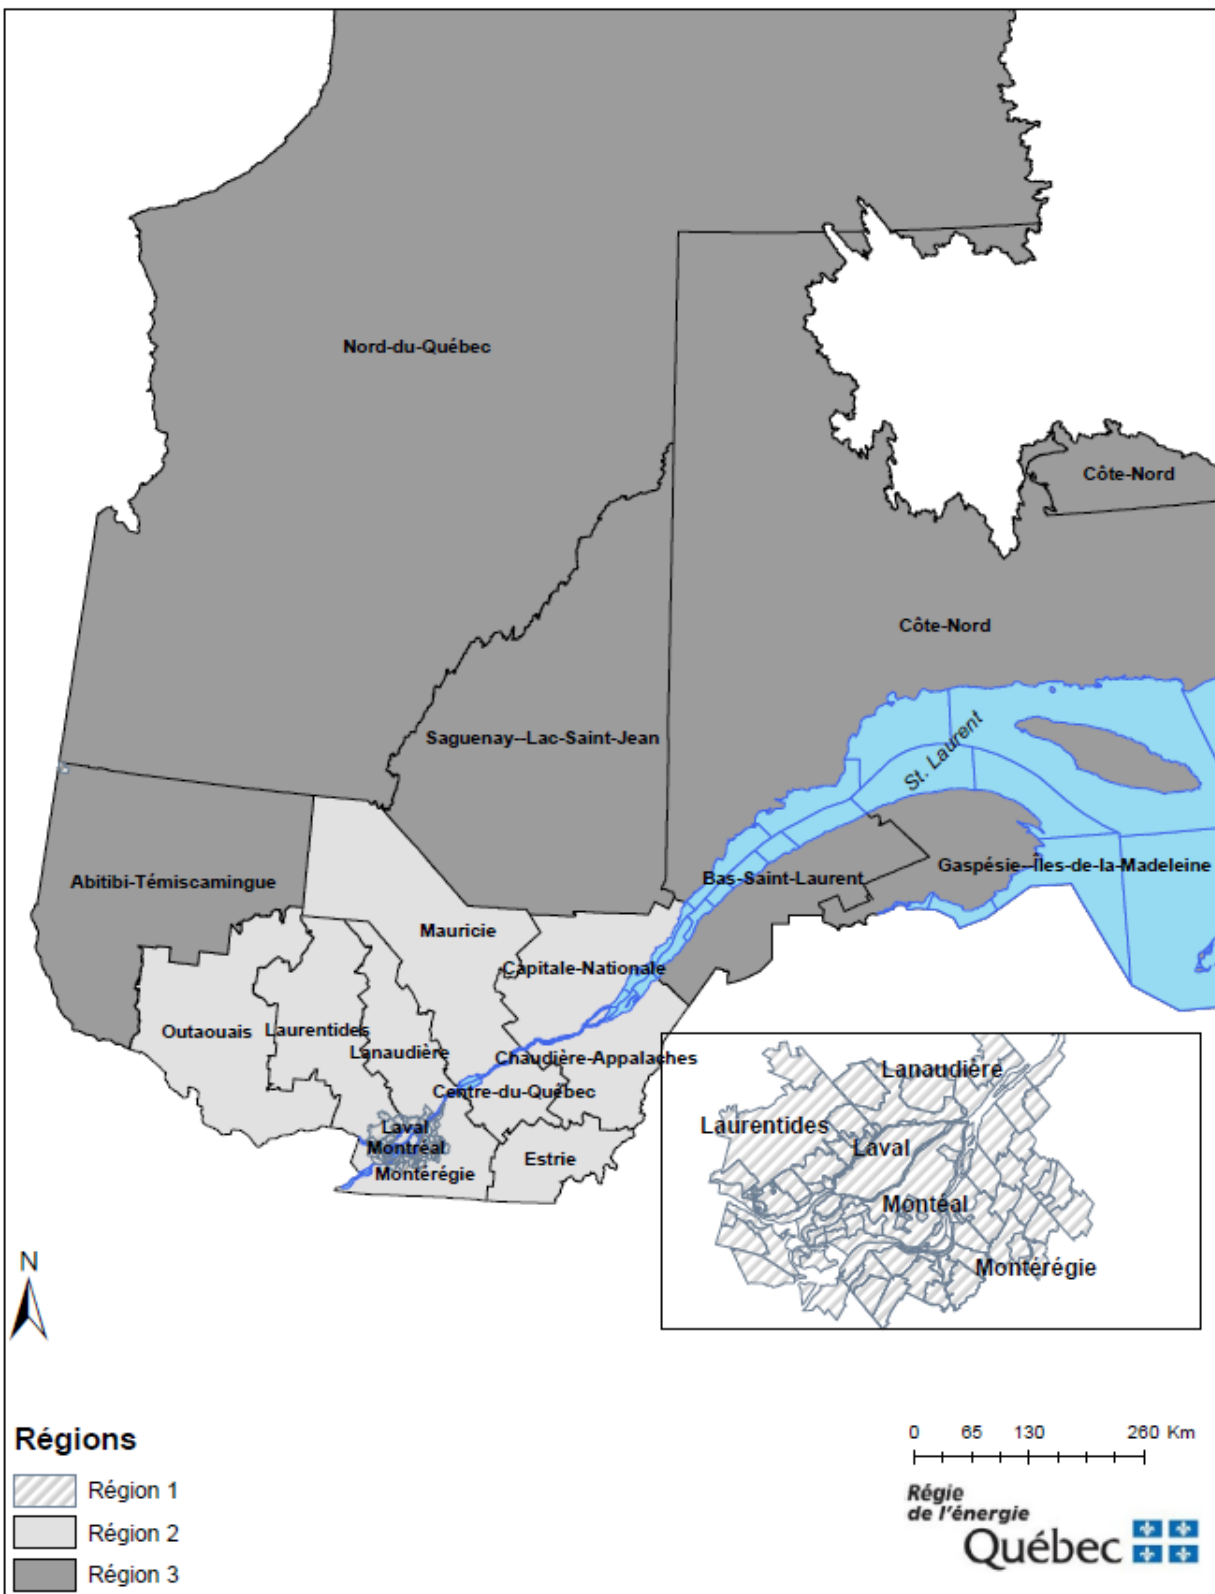 Nord-du-Québec
Côte-Nord
Côte-Nord
Saguenay--Lac-Saint-Jean
St. Laurent
Abitibi-Témiscamingue
Bas-Saint-Laurent
Gaspésie--Îles-de-la-Madeleine
Mauricie
Capitale-Nationale
Outaouais
Laurentides
Lanaudière
Chaudière-Appalaches
Centre-du-Québec
Laval
Montréal
Montérégie
Estrie
Lanaudière
Laurentides
Laval
Montéal
Montérégie
N
Régions
Région 1
Région 2
Région 3
0 65 130 260 Km
Régie
de l'énergie
Québec